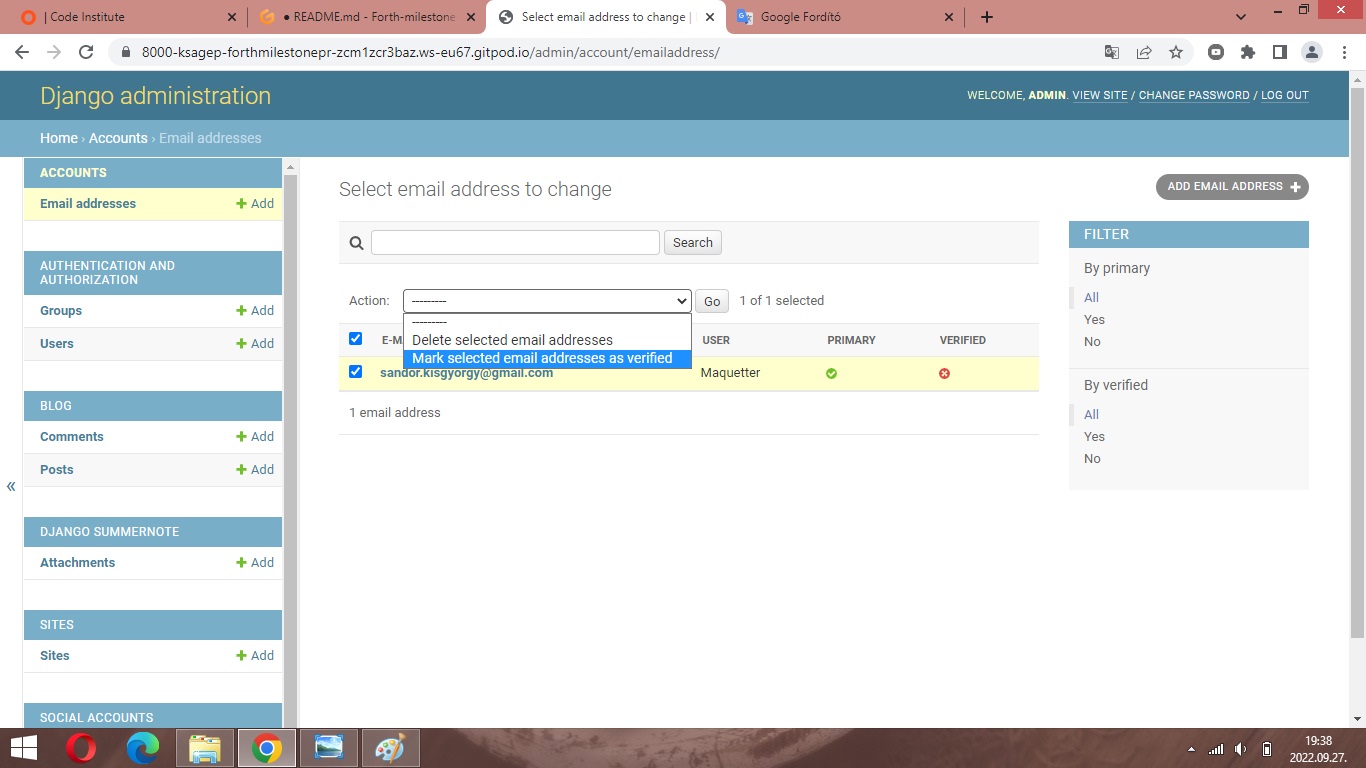 | Code Institute
● README.md - Forth-milestone
Select email address to change |
Google Fordító
8000-ksagep-forthmilestonepr-zcm1zcr3baz.ws-eu67.gitpod.io/admin/account/emailaddress/
Django administration
WELCOME, ADMIN. VIEW SITE / CHANGE PASSWORD / LOG OUT
Home › Accounts › Email addresses
ACCOUNTS
Email addresses + Add
AUTHENTICATION AND
AUTHORIZATION
Groups + Add
Users + Add
BLOG
Comments + Add
Posts + Add
«
DJANGO SUMMERNOTE
Attachments + Add
SITES
Sites + Add
SOCIAL ACCOUNTS
Select email address to change
ADD EMAIL ADDRESS +
Search
Action: --------- Go 1 of 1 selected
---------
Delete selected email addresses
Mark selected email addresses as verified
USER PRIMARY VERIFIED
sandor.kisgyorgy@gmail.com Maquetter
1 email address
FILTER
By primary
All
Yes
No
By verified
All
Yes
No
19:38
2022.09.27.